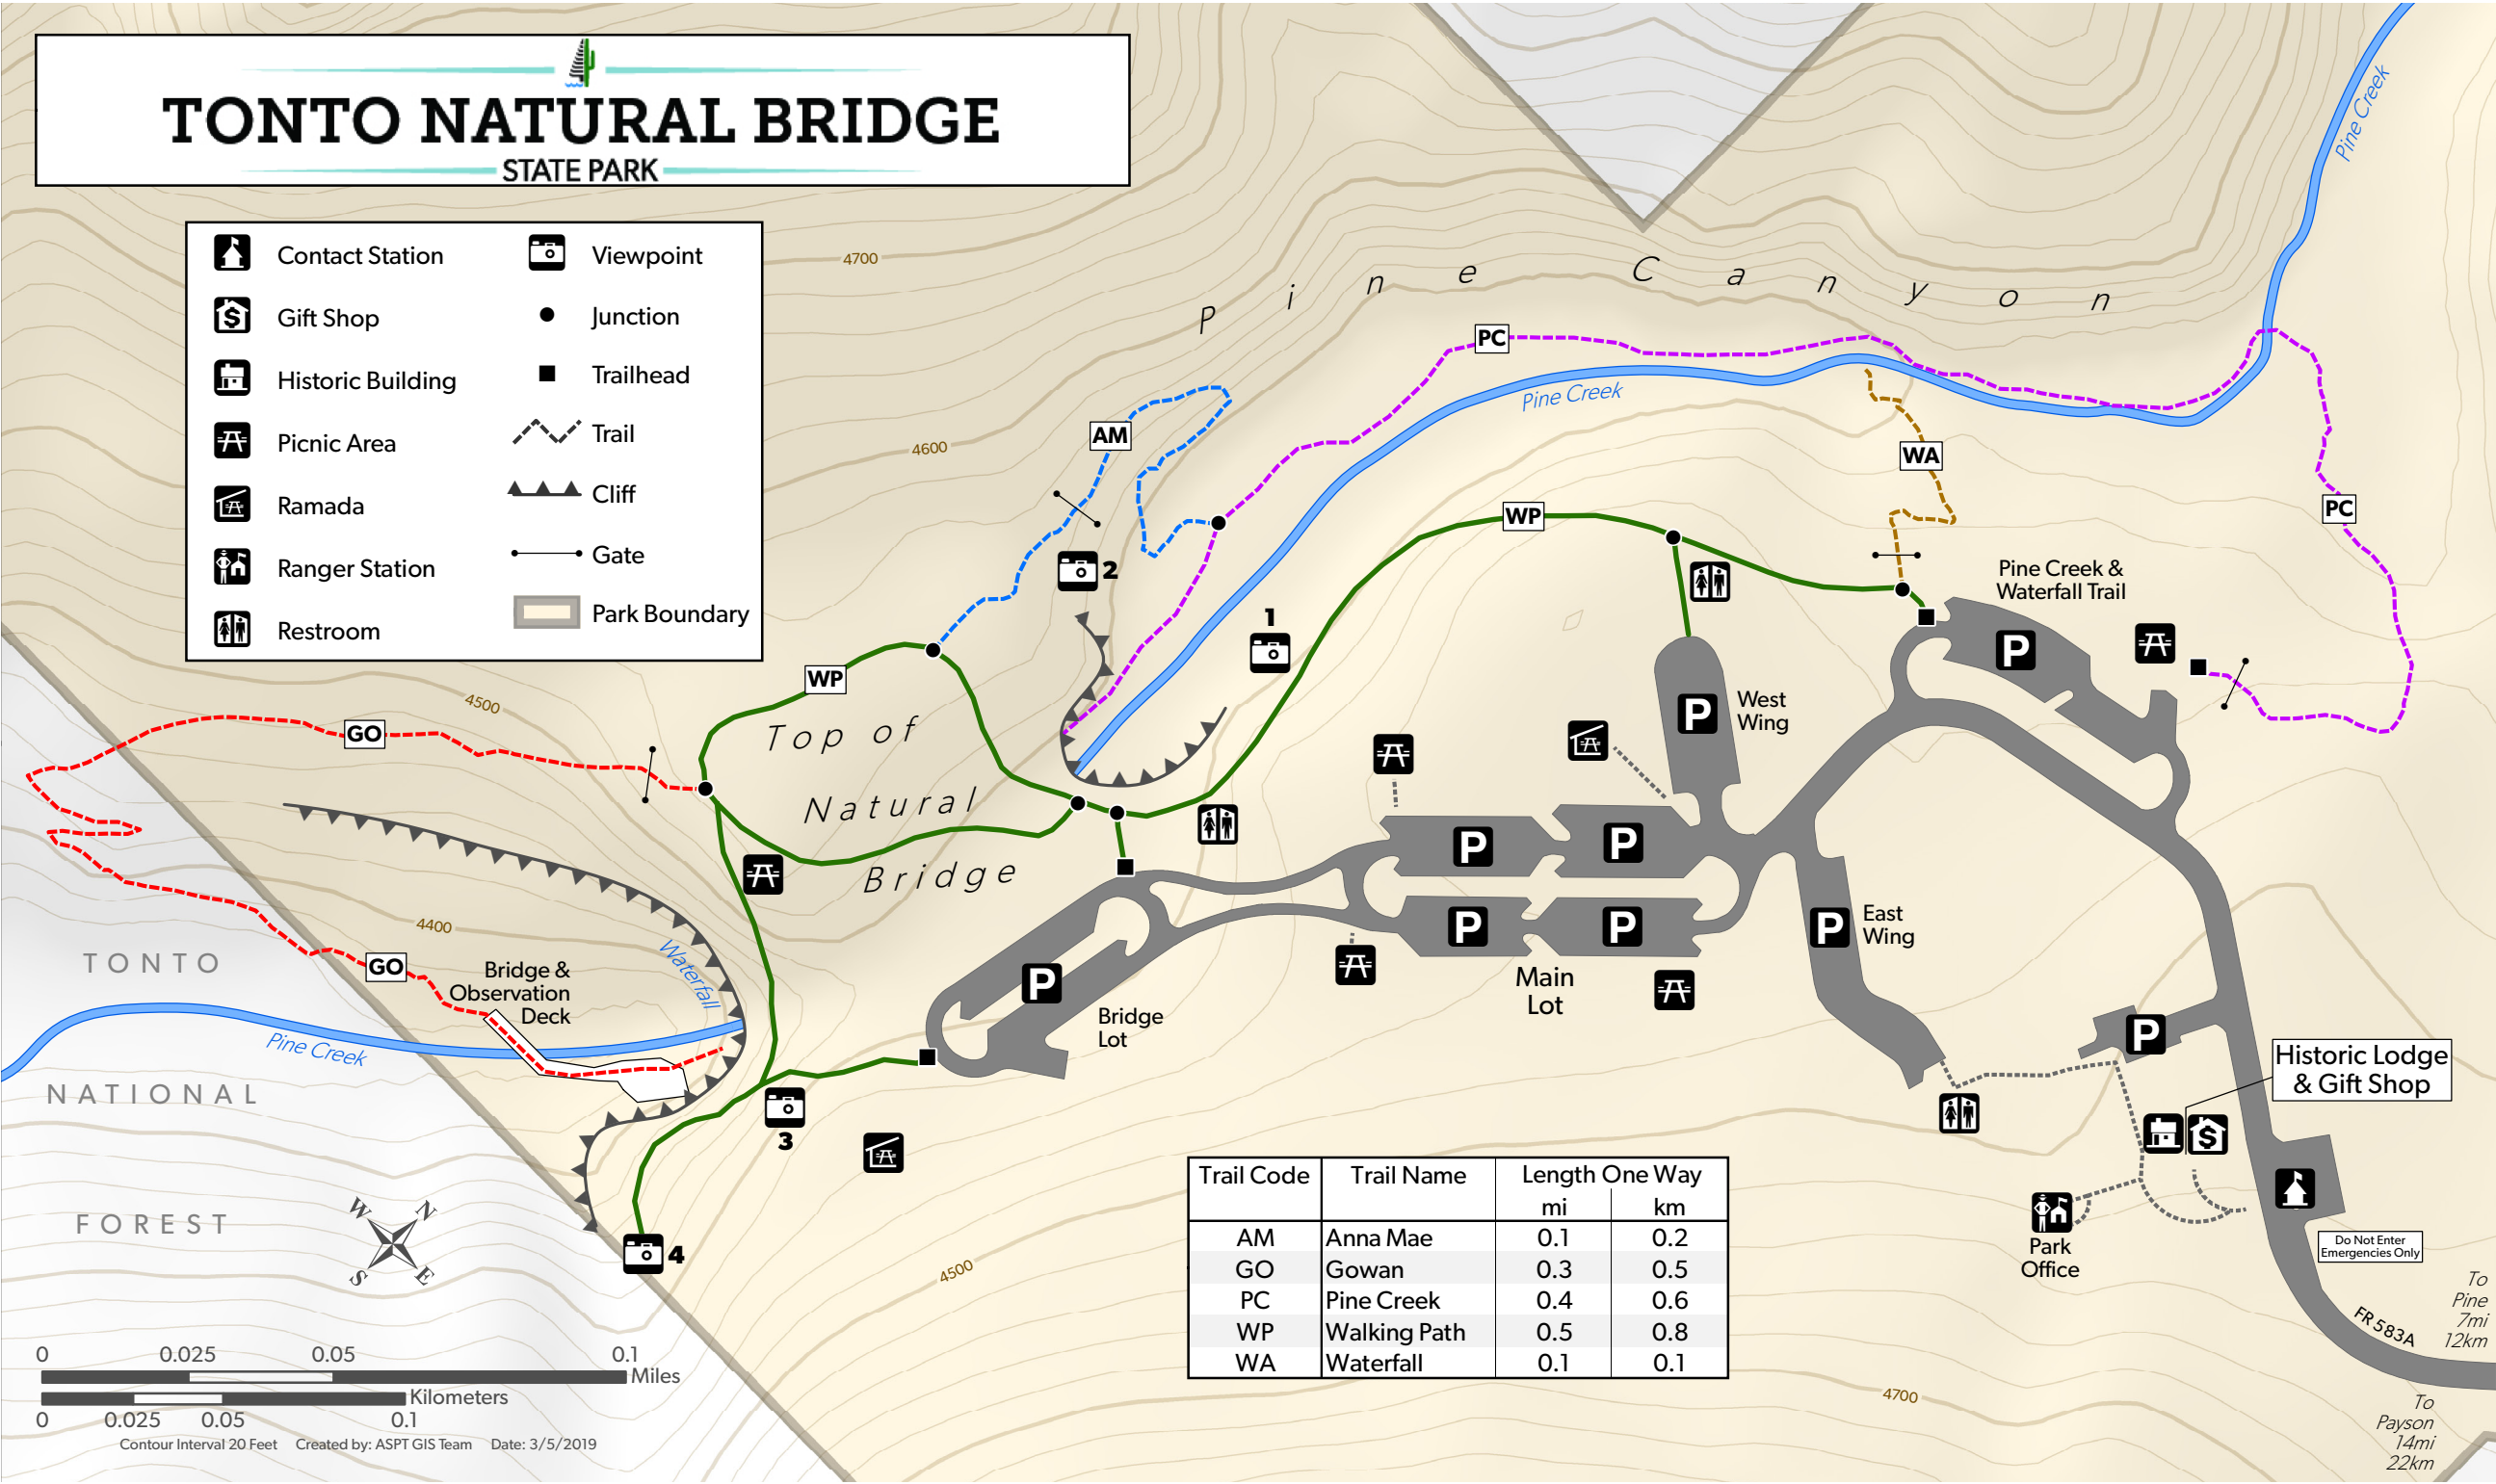 TONTO NATURAL BRIDGE
STATE PARK
Contact Station
Gift Shop
Historic Building
Picnic Area
Ramada
Ranger Station
Restroom
Viewpoint
Junction
Trailhead
Trail
Cliff
Gate
Park Boundary
4700
4600
4500
4400
4500
4700
Pine Canyon
Pine Creek
Pine Creek
Pine Creek
PC
PC
AM
WA
WP
WP
GO
GO
1
2
3
4
Top of
Natural
Bridge
Pine Creek &
Waterfall Trail
P
P
P
P
P
P
P
P
P
West
Wing
East
Wing
Main
Lot
Bridge
Lot
Waterfall
Bridge &
Observation
Deck
TONTO
NATIONAL
FOREST
W
N
S
E
Historic Lodge
& Gift Shop
Park
Office
Do Not Enter
Emergencies Only
To
Pine
7mi
12km
FR 583A
To
Payson
14mi
22km
Trail Code Trail Name Length One Way
mi km
AM Anna Mae 0.1 0.2
GO Gowan 0.3 0.5
PC Pine Creek 0.4 0.6
WP Walking Path 0.5 0.8
WA Waterfall 0.1 0.1
0 0.025 0.05 0.1
Miles
Kilometers
0 0.025 0.05 0.1
Contour Interval 20 Feet Created by: ASPT GIS Team Date: 3/5/2019